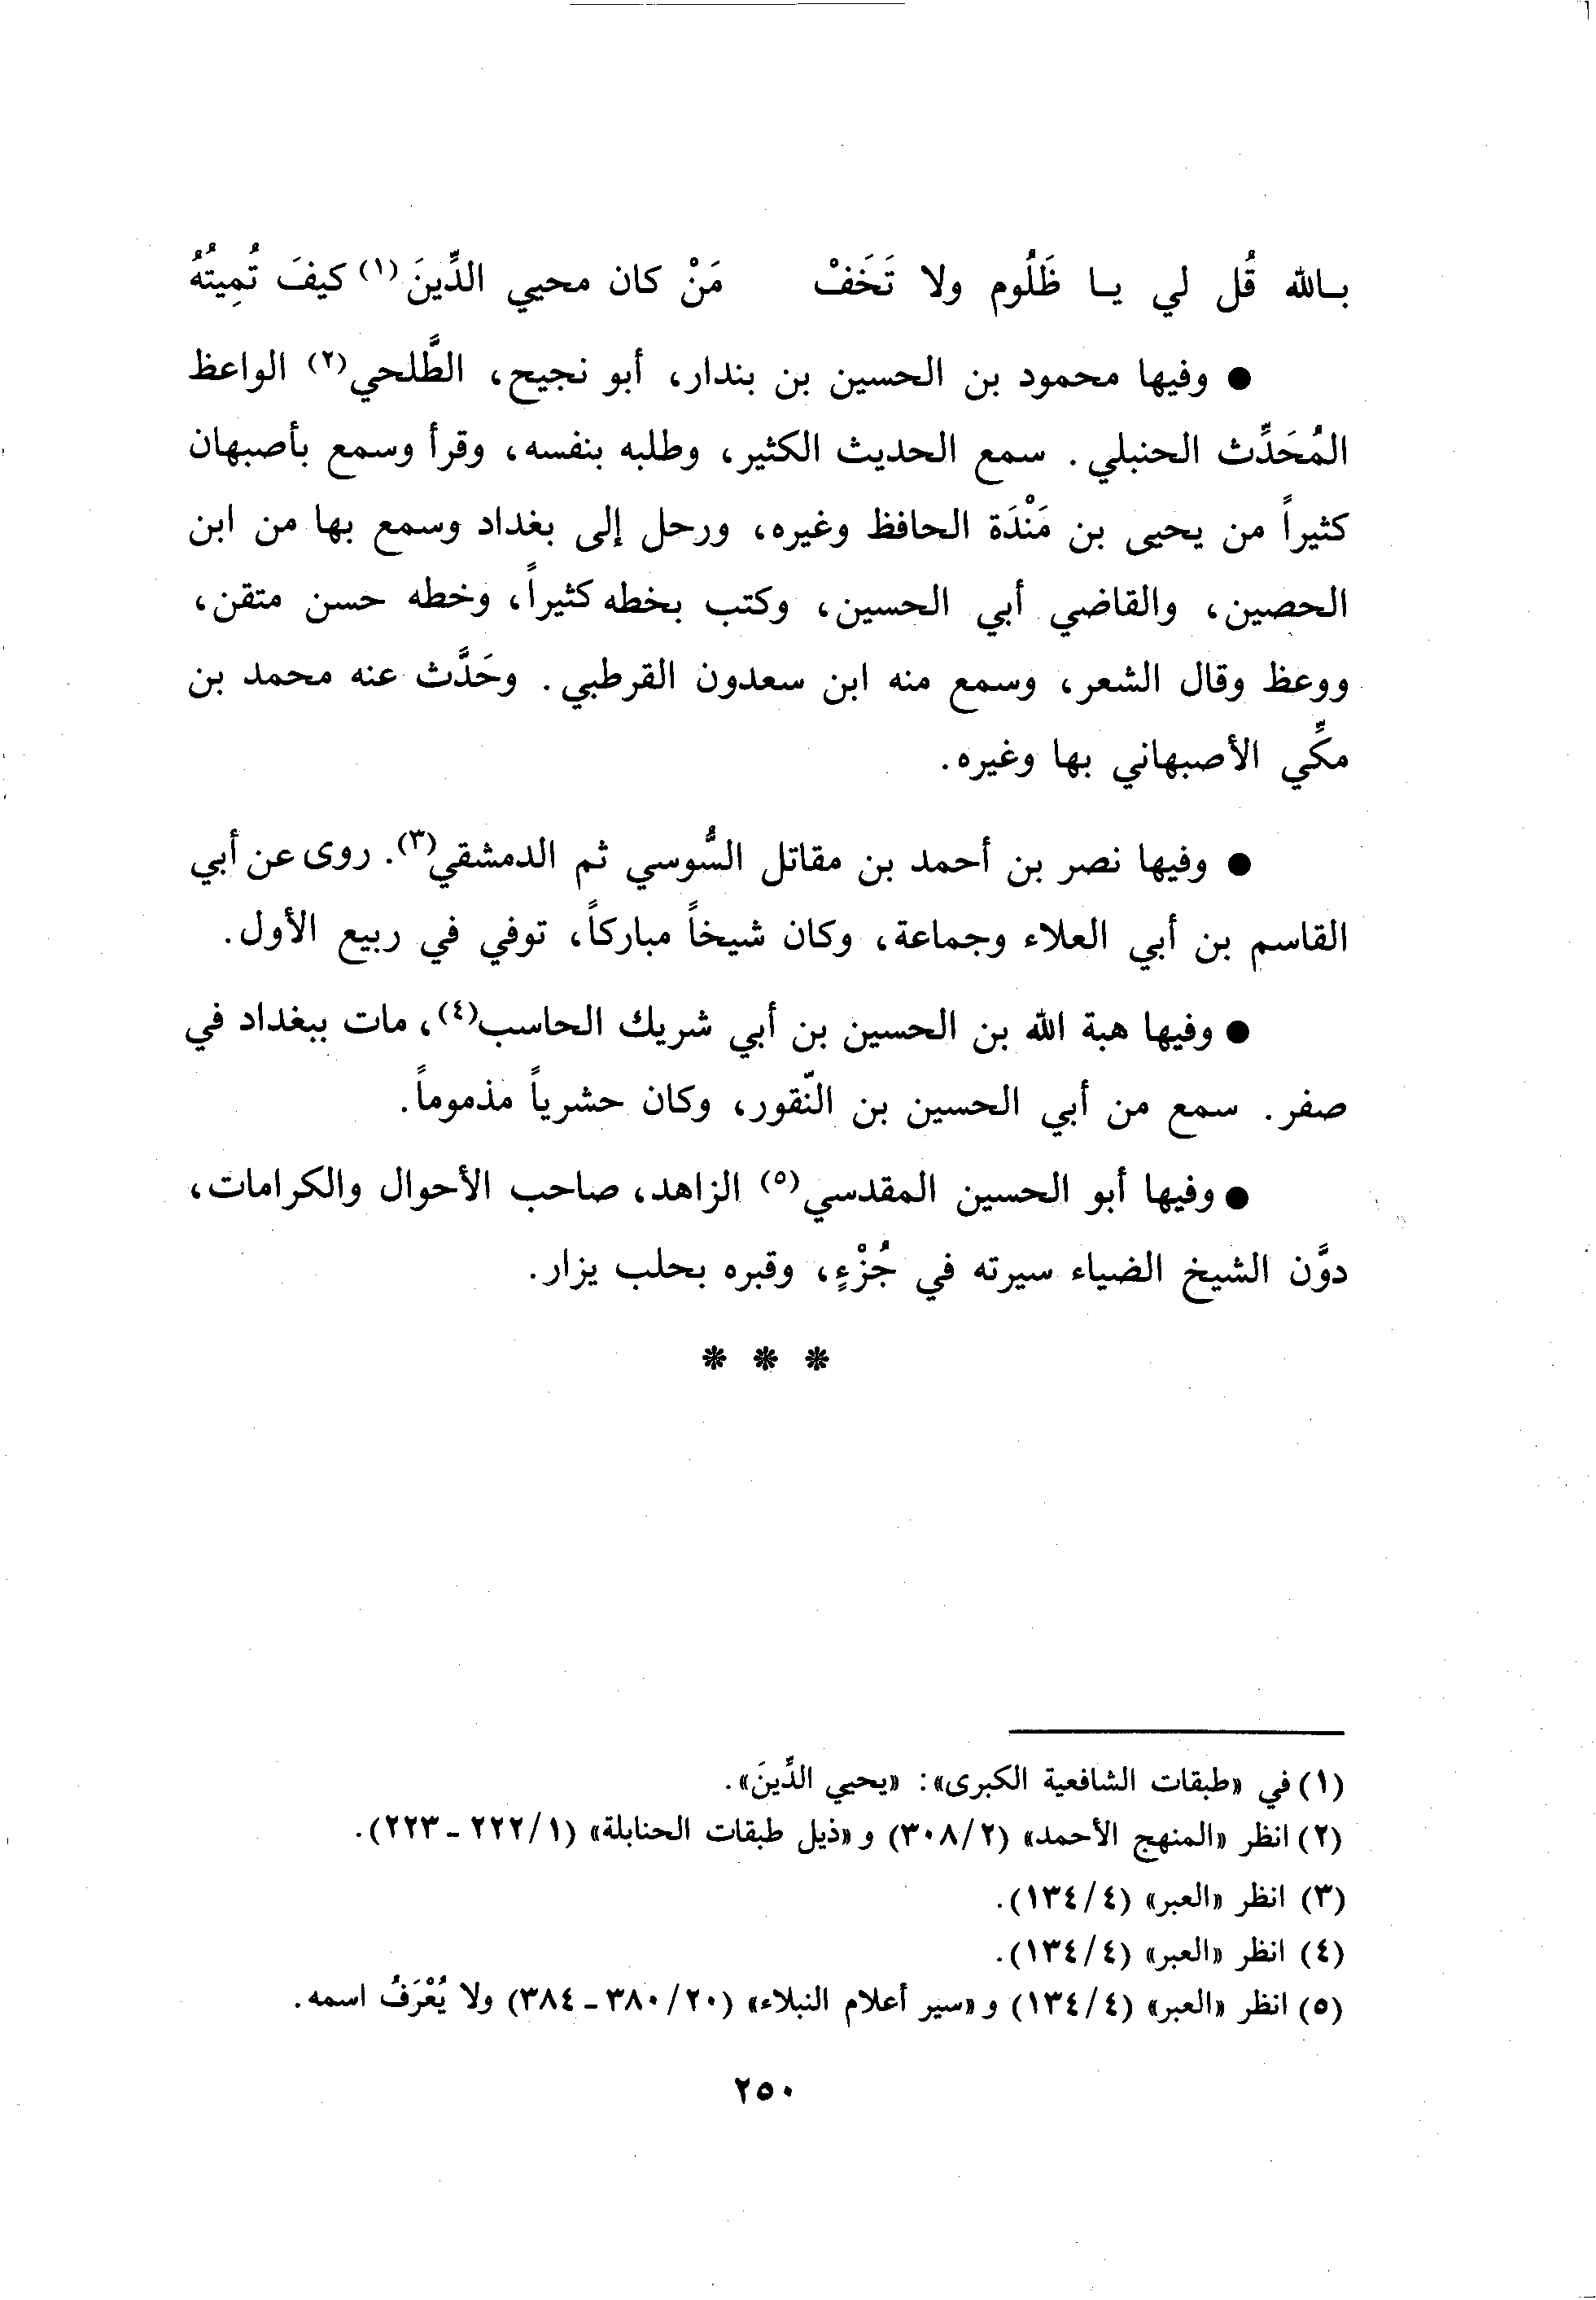 بالله قُل لي يا ظَلُوم ولا تَخَفْ مَنْ كان محيي الدِّينَ (١) كيفَ تُمِيتَهُ
● وفيها محمود بن الحسين بن بندار، أبو نجيح، الطَّلحي (٢) الواعظ
المُحَدِّث الحنبلي. سمع الحديث الكثير، وطلبه بنفسه، وقرأ وسمع بأصبهان
كثيراً من يحيى بن مَنْدَة الحافظ وغيره، ورحل إلى بغداد وسمع بها من ابن
الحصين، والقاضي أبي الحسين، وكتب بخطه كثيراً، وخطه حسن متقن،
ووعظ وقال الشعر، وسمع منه ابن سعدون القرطبي. وحَدَّث عنه محمد بن
مكِّي الأصبهاني بها وغيره.
● وفيها نصر بن أحمد بن مقاتل السُّوسي ثم الدمشقي (٣). روى عن أبي
القاسم بن أبي العلاء وجماعة، وكان شيخاً مباركاً، توفي في ربيع الأول.
● وفيها هبة الله بن الحسين بن أبي شريك الحاسب (٤)، مات ببغداد في
صفر. سمع من أبي الحسين بن النّقور، وكان حشرياً مذموماً.
● وفيها أبو الحسين المقدسي (٥) الزاهد، صاحب الأحوال والكرامات،
دوَّن الشيخ الضياء سيرته في جُزْءٍ، وقبره بحلب يزار.
* * *
(١) في «طبقات الشافعية الكبرى»: «يحيي الدِّينَ».
(٢) انظر «المنهج الأحمد» (٣٠٨/٢) و «ذيل طبقات الحنابلة» (٢٢٢/١ - ٢٢٣).
(٣) انظر «العبر» (١٣٤/٤).
(٤) انظر «العبر» (١٣٤/٤).
(٥) انظر «العبر» (١٣٤/٤) و «سير أعلام النبلاء» (٣٨٠/٢٠ - ٣٨٤) ولا يُعْرَفُ اسمه.
٢٥٠